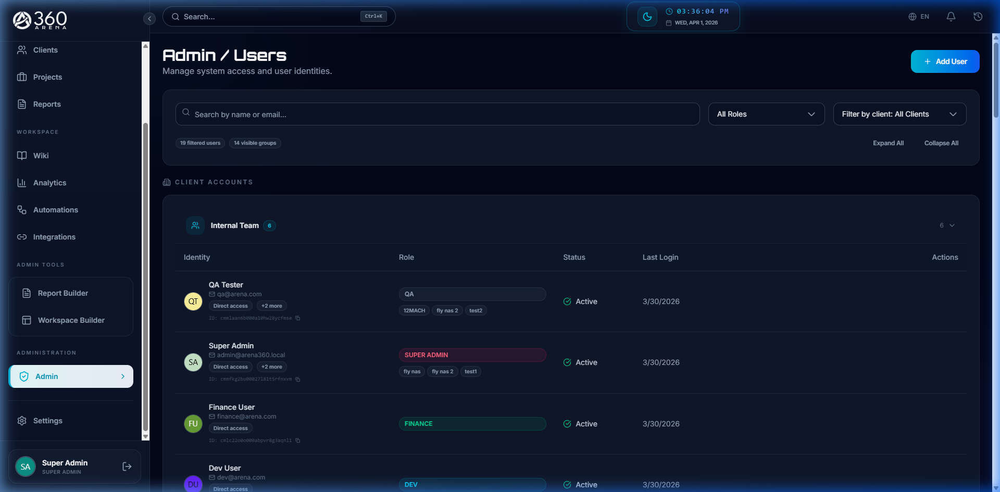 360
ARENA
Search...
Ctrl+K
03:36:04 PM
WED, APR 1, 2026
EN
Clients
Projects
Reports
WORKSPACE
Wiki
Analytics
Automations
Integrations
ADMIN TOOLS
Report Builder
Workspace Builder
ADMINISTRATION
Admin
Settings
SA
Super Admin
SUPER ADMIN
Admin / Users
Manage system access and user identities.
Add User
Search by name or email...
All Roles
Filter by client: All Clients
19 filtered users
14 visible groups
Expand All
Collapse All
CLIENT ACCOUNTS
Internal Team 6
6
Identity Role Status Last Login Actions
QT
QA Tester
qa@arena.com
Direct access +2 more
ID: cmmlaan6b000a10hw28ycfmse
QA
12MACH fly nas 2 test2
Active
3/30/2026
SA
Super Admin
admin@arena360.local
Direct access +2 more
ID: cmmfkg2bu00027l81t5rfnxvm
SUPER ADMIN
fly nas fly nas 2 test1
Active
3/30/2026
FU
Finance User
finance@arena.com
Direct access
ID: cmlc22o0o000abpvr8g3aqnl1
FINANCE
Active
3/30/2026
DU
Dev User
dev@arena.com
Direct access
DEV
Active
3/30/2026